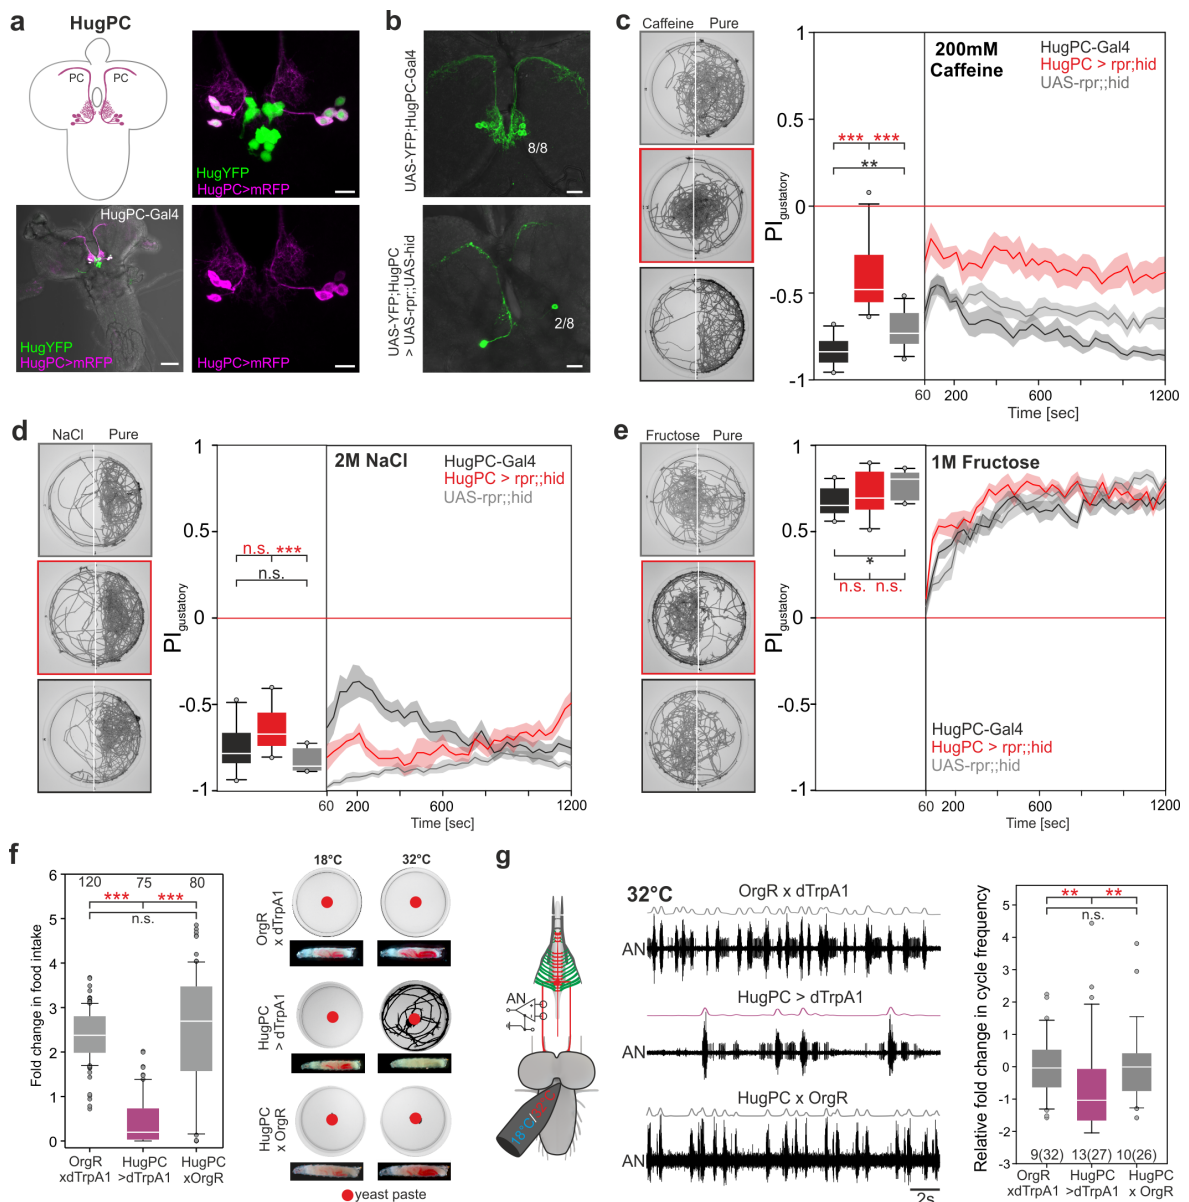 a
HugPC
PC
PC
HugYFP
HugPC>mRFP
HugPC-Gal4
HugYFP
HugPC>mRFP
HugPC>mRFP
b
UAS-YFP;HugPC-Gal4
8/8
UAS-YFP;HugPC
> UAS-rpr;;UAS-hid
2/8
c
Caffeine Pure
200mM
Caffeine
HugPC-Gal4
HugPC > rpr;hid
UAS-rpr;;hid
*** ***
**
PIgustatory
1
0.5
0
-0.5
-1
60 200 600 1200
Time [sec]
d
NaCl Pure
2M NaCl
HugPC-Gal4
HugPC > rpr;;hid
UAS-rpr;;hid
n.s. ***
n.s.
PIgustatory
1
0.5
0
-0.5
-1
60 200 600 1200
Time [sec]
e
Fructose Pure
1M Fructose
*
n.s. n.s.
HugPC-Gal4
HugPC > rpr;;hid
UAS-rpr;;hid
PIgustatory
1
0.5
0
-0.5
-1
60 200 600 1200
Time [sec]
f
Fold change in food intake
6
5
4
3
2
1
0
120 75 80
*** ***
n.s.
OrgR
xdTrpA1
HugPC
>dTrpA1
HugPC
xOrgR
18°C 32°C
OrgR
x dTrpA1
HugPC
> dTrpA1
HugPC
x OrgR
yeast paste
g
AN
18°C/32°C
32°C
OrgR x dTrpA1
AN
HugPC > dTrpA1
AN
HugPC x OrgR
AN
2s
Relative fold change in cycle frequency
5
4
3
2
1
0
-1
-2
-3
** **
n.s.
9(32) 13(27) 10(26)
OrgR
xdTrpA1
HugPC
>dTrpA1
HugPC
x OrgR